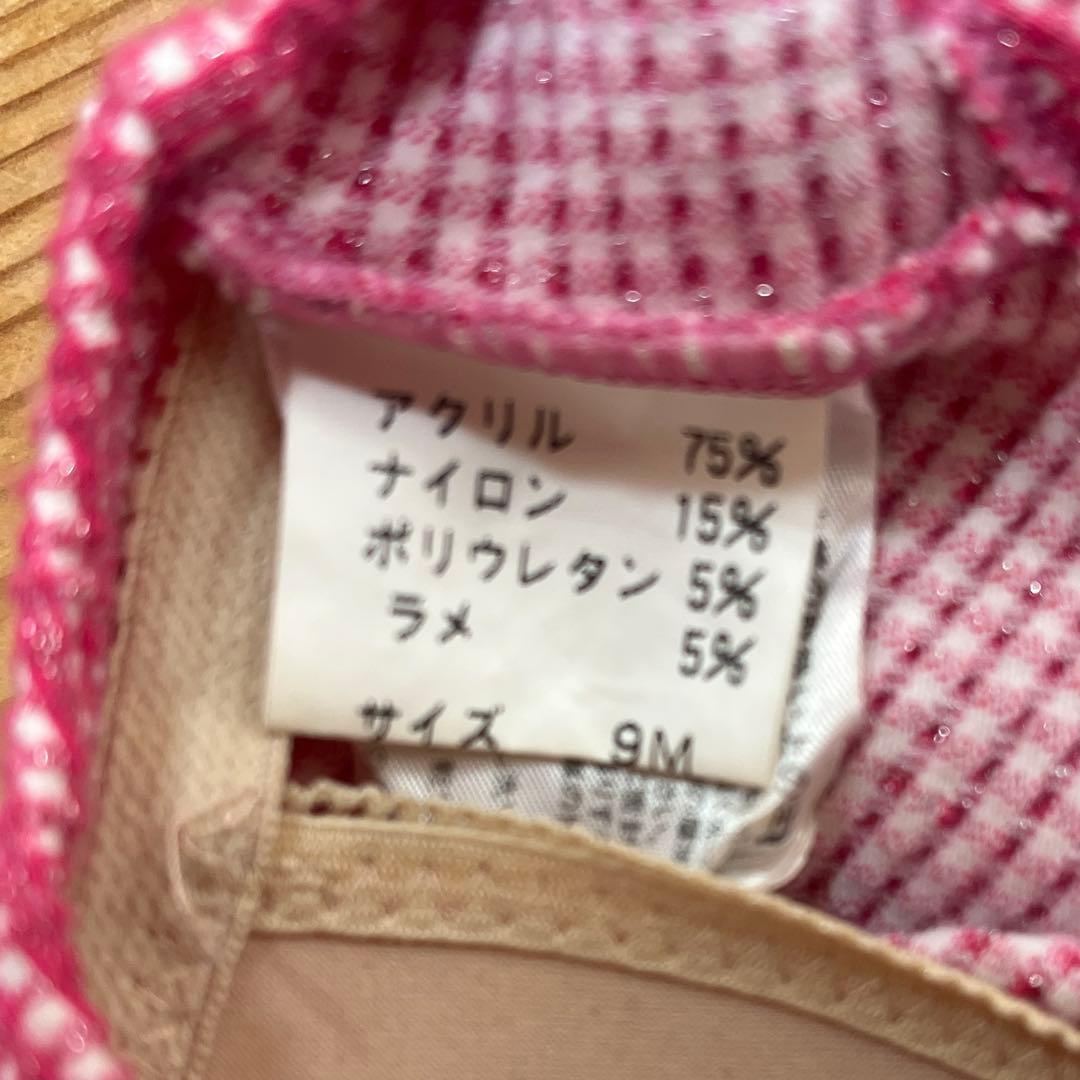 アクリル 75%
ナイロン 15%
ポリウレタン 5%
ラメ 5%
サイズ 9M